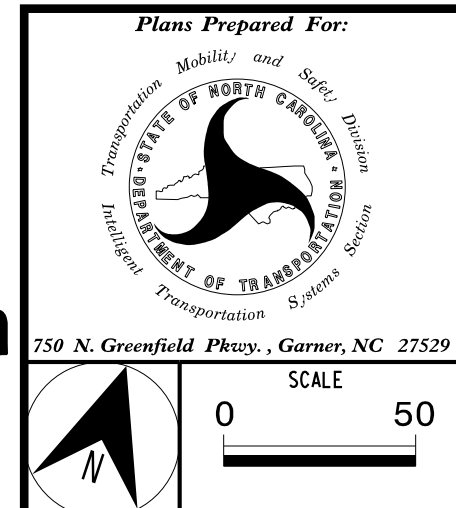 Plans Prepared For:
Transportation Mobility and Safety Division
STATE OF NORTH CAROLINA
DEPARTMENT OF TRANSPORTATION
Intelligent Transportation Systems Section
750 N. Greenfield Pkwy. , Garner, NC 27529
SCALE
0 50
N